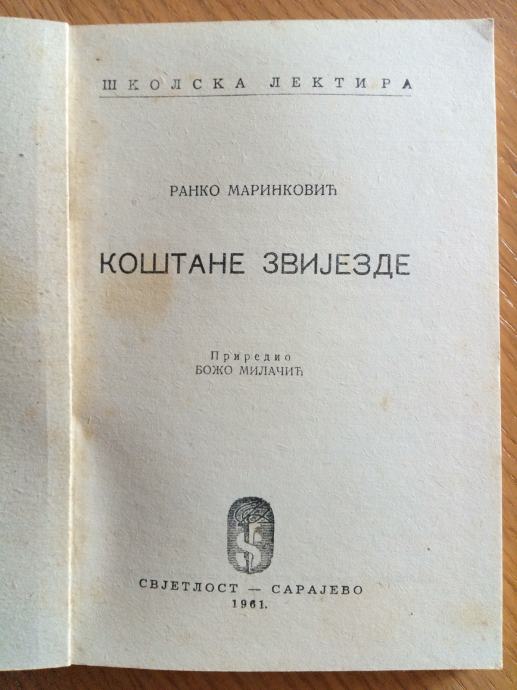 ШКОЛСКА ЛЕКТИРА
РАНКО МАРИНКОВИЋ
КОШТАНЕ ЗВИЈЕЗДЕ
Приредио
БОЖО МИЛАЧИЋ
СВЈЕТЛОСТ — САРАЈЕВО
1961.